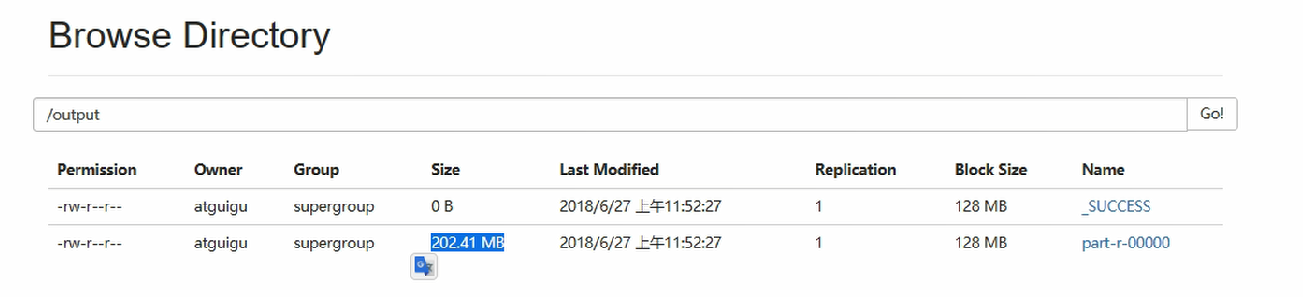 Browse Directory
/output Go!
Permission Owner Group Size Last Modified Replication Block Size Name
-rw-r--r-- atguigu supergroup 0 B 2018/6/27 上午11:52:27 1 128 MB _SUCCESS
-rw-r--r-- atguigu supergroup 202.41 MB 2018/6/27 上午11:52:27 1 128 MB part-r-00000